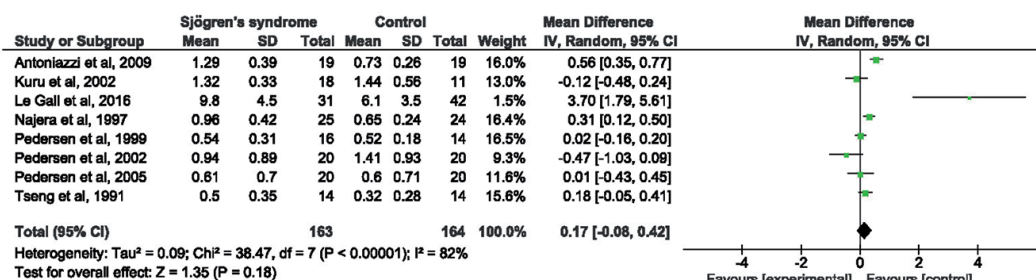 Sjögren's syndrome Control Mean Difference Mean Difference
Study or Subgroup Mean SD Total Mean SD Total Weight IV, Random, 95% CI IV, Random, 95% CI
Antoniazzi et al, 2009 1.29 0.39 19 0.73 0.26 19 16.0% 0.56 [0.35, 0.77]
Kuru et al, 2002 1.32 0.33 18 1.44 0.56 11 13.0% -0.12 [-0.48, 0.24]
Le Gall et al, 2016 9.8 4.5 31 6.1 3.5 42 1.5% 3.70 [1.79, 5.61]
Najera et al, 1997 0.96 0.42 25 0.65 0.24 24 16.4% 0.31 [0.12, 0.50]
Pedersen et al, 1999 0.54 0.31 16 0.52 0.18 14 16.5% 0.02 [-0.16, 0.20]
Pedersen et al, 2002 0.94 0.89 20 1.41 0.93 20 9.3% -0.47 [-1.03, 0.09]
Pedersen et al, 2005 0.61 0.7 20 0.6 0.71 20 11.6% 0.01 [-0.43, 0.45]
Tseng et al, 1991 0.5 0.35 14 0.32 0.28 14 15.6% 0.18 [-0.05, 0.41]
Total (95% CI) 163 164 100.0% 0.17 [-0.08, 0.42]
Heterogeneity: Tau² = 0.09; Chi² = 38.47, df = 7 (P < 0.00001); I² = 82%
Test for overall effect: Z = 1.35 (P = 0.18)
-4 -2 0 2 4
Favours [experimental] Favours [control]